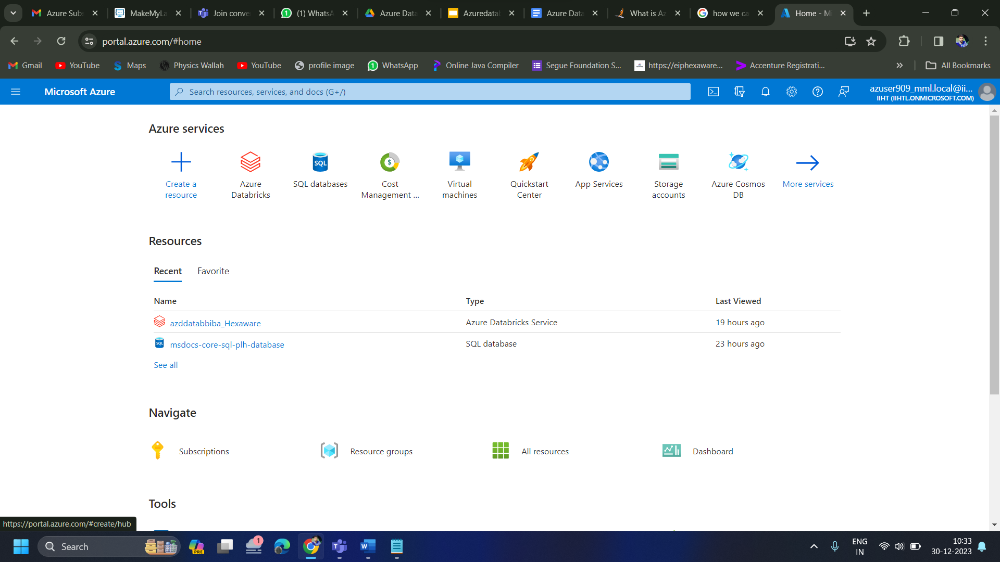 Azure Subs
MakeMyLa
Join conve
(1) WhatsA
Azure Data
Azuredatab
Azure Data
What is Az
how we ca
Home - Mi
portal.azure.com/#home
Gmail
YouTube
Maps
Physics Wallah
YouTube
profile image
WhatsApp
Online Java Compiler
Segue Foundation S...
https://eiphexaware...
Accenture Registrati...
All Bookmarks
Microsoft Azure
Search resources, services, and docs (G+/)
azuser909_mml.local@ii...
IIHT (IIHTL.ONMICROSOFT.COM)
Azure services
Create a
resource
Azure
Databricks
SQL
SQL databases
Cost
Management ...
Virtual
machines
Quickstart
Center
App Services
Storage
accounts
Azure Cosmos
DB
More services
Resources
Recent Favorite
Name Type Last Viewed
azddatabbiba_Hexaware Azure Databricks Service 19 hours ago
SQL msdocs-core-sql-plh-database SQL database 23 hours ago
See all
Navigate
Subscriptions
Resource groups
All resources
Dashboard
Tools
https://portal.azure.com/#create/hub
Search
PRE
1
ENG
IN
10:33
30-12-2023